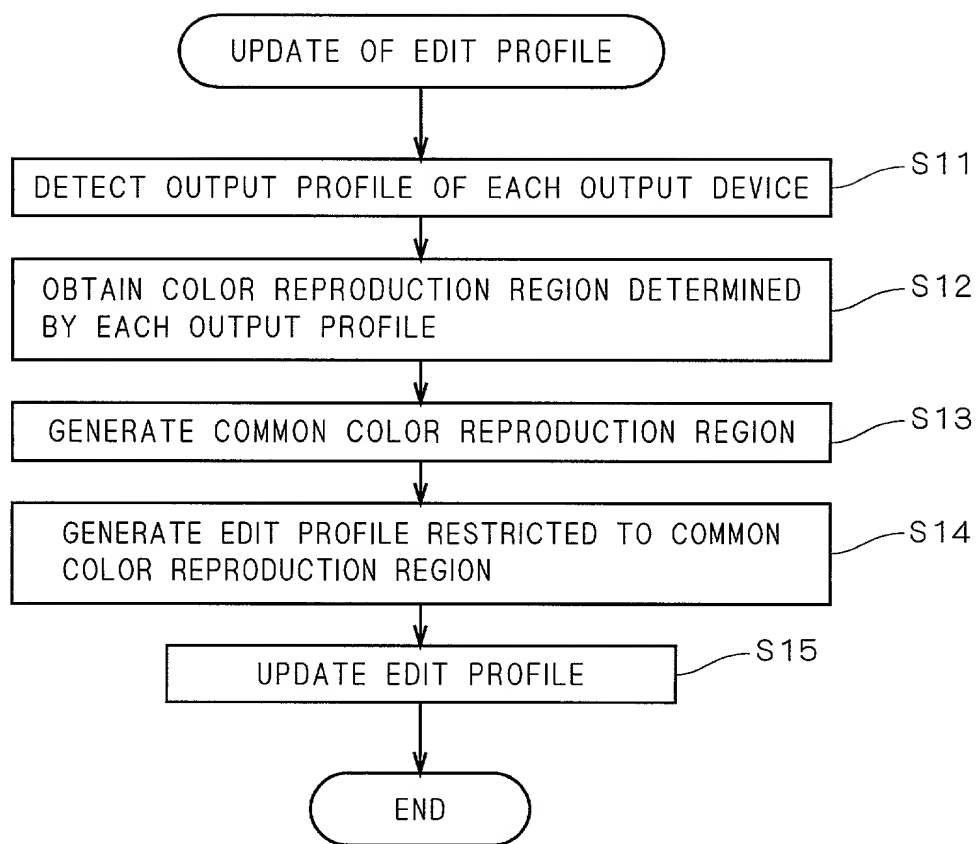 UPDATE OF EDIT PROFILE
DETECT OUTPUT PROFILE OF EACH OUTPUT DEVICE
S11
OBTAIN COLOR REPRODUCTION REGION DETERMINED
BY EACH OUTPUT PROFILE
S12
GENERATE COMMON COLOR REPRODUCTION REGION
S13
GENERATE EDIT PROFILE RESTRICTED TO COMMON
COLOR REPRODUCTION REGION
S14
UPDATE EDIT PROFILE
S15
END